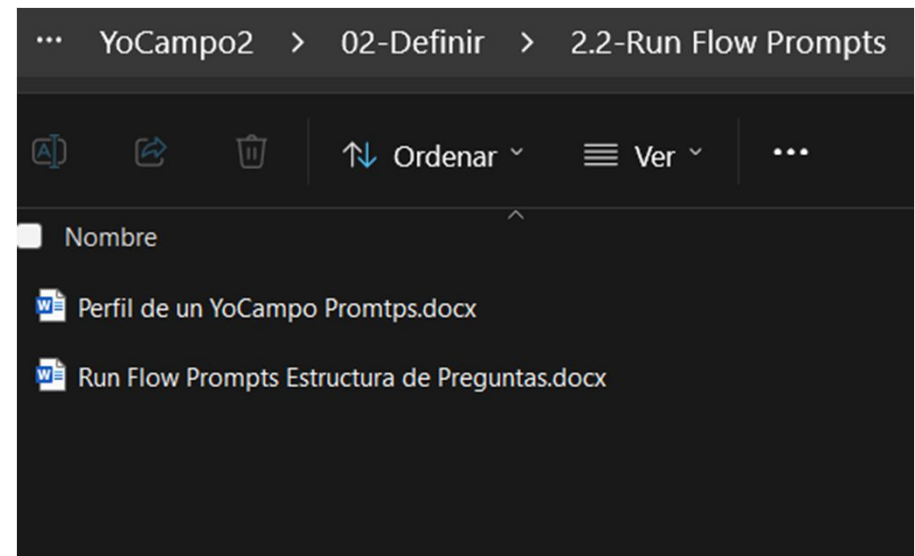 ... YoCampo2 > 02-Definir > 2.2-Run Flow Prompts
A Ordenar Ver ...
Nombre
W Perfil de un YoCampo Promtps.docx
W Run Flow Prompts Estructura de Preguntas.docx